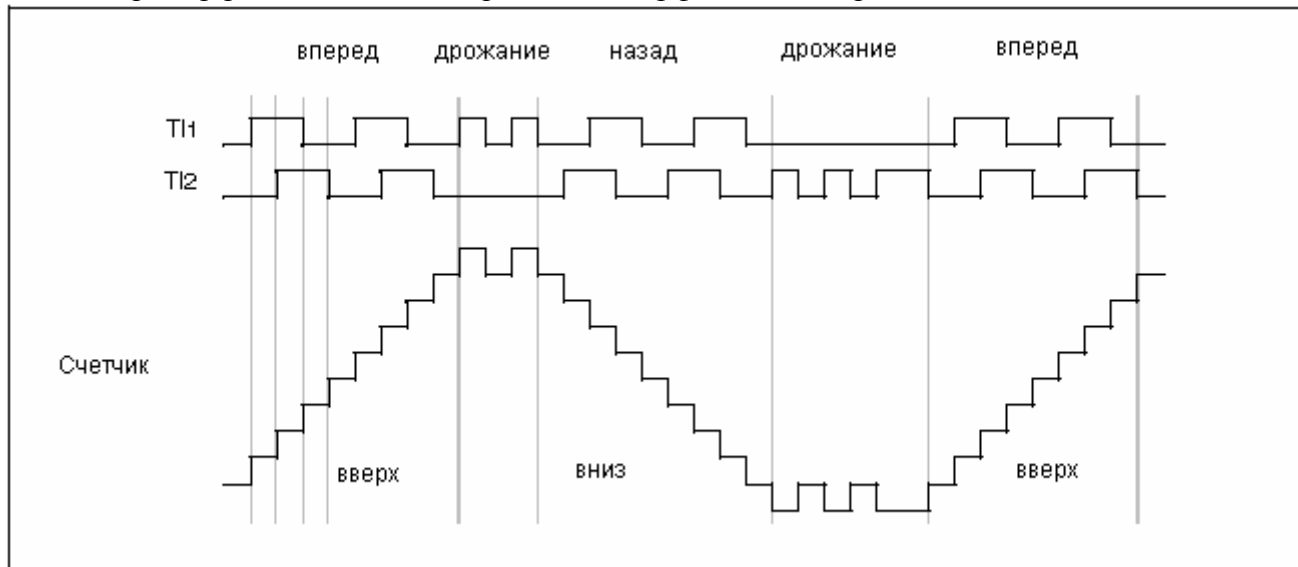 вперед дрожание назад дрожание вперед
TI1
TI2
Счетчик
вверх вниз вверх